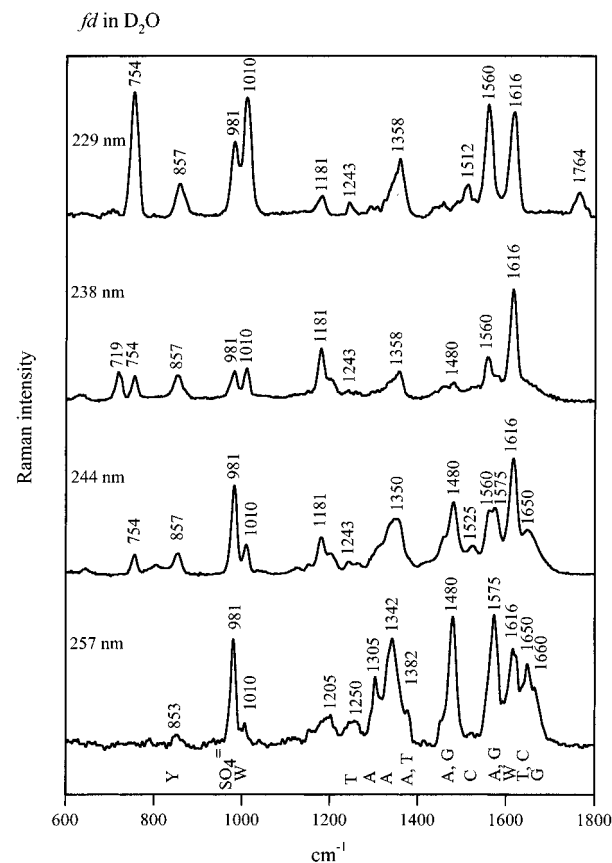 fd in D₂O
754
857
981
1010
1181
1243
1358
1512
1560
1616
1764
229 nm
719
754
857
981
1010
1181
1243
1358
1480
1560
1616
238 nm
754
857
981
1010
1181
1243
1350
1480
1525
1560
1575
1616
1650
244 nm
853
981
1010
1205
1250
1305
1342
1382
1480
1575
1616
1650
1660
257 nm
Y
SO4=
W
T
A
A
A, T
A, G
C
A, G
W
T, C
G
600 800 1000 1200 1400 1600 1800
cm⁻¹
Raman intensity